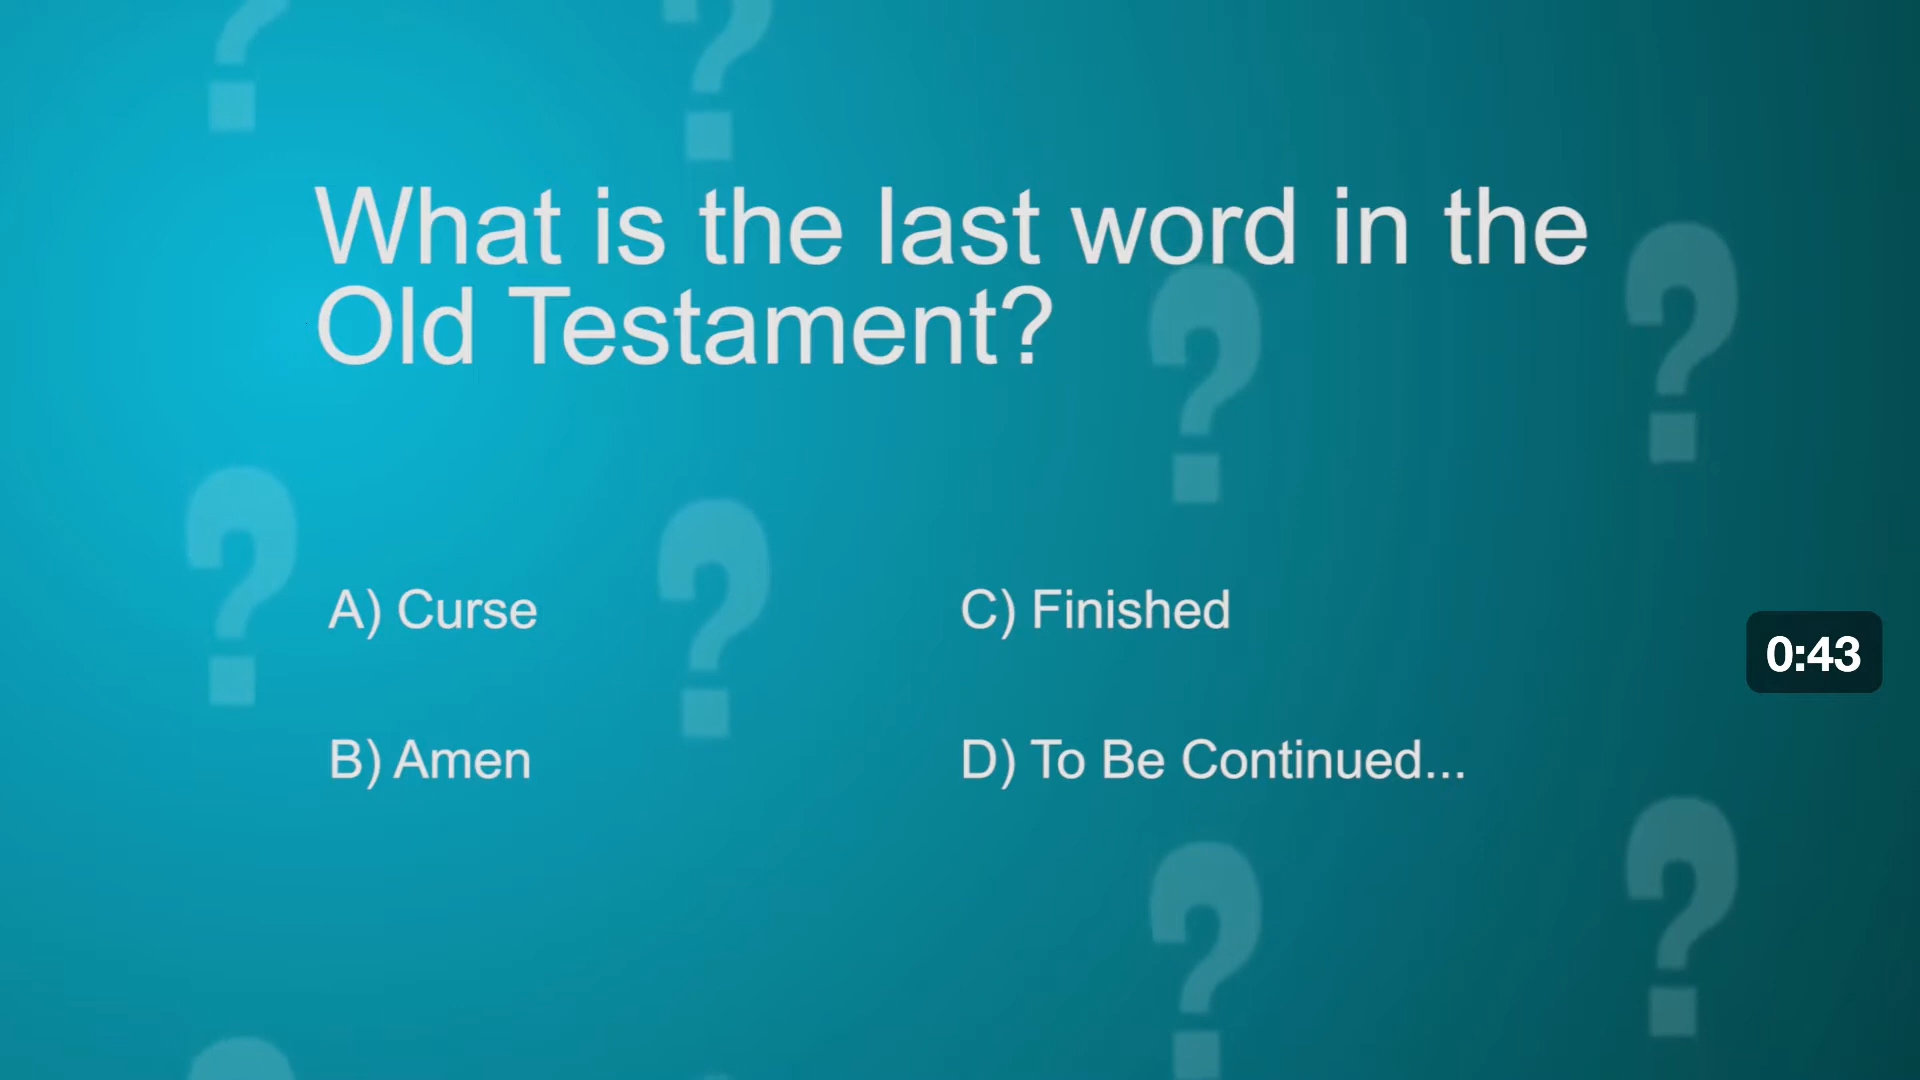 What is the last word in the
Old Testament?
A) Curse
C) Finished
0:43
B) Amen
D) To Be Continued...